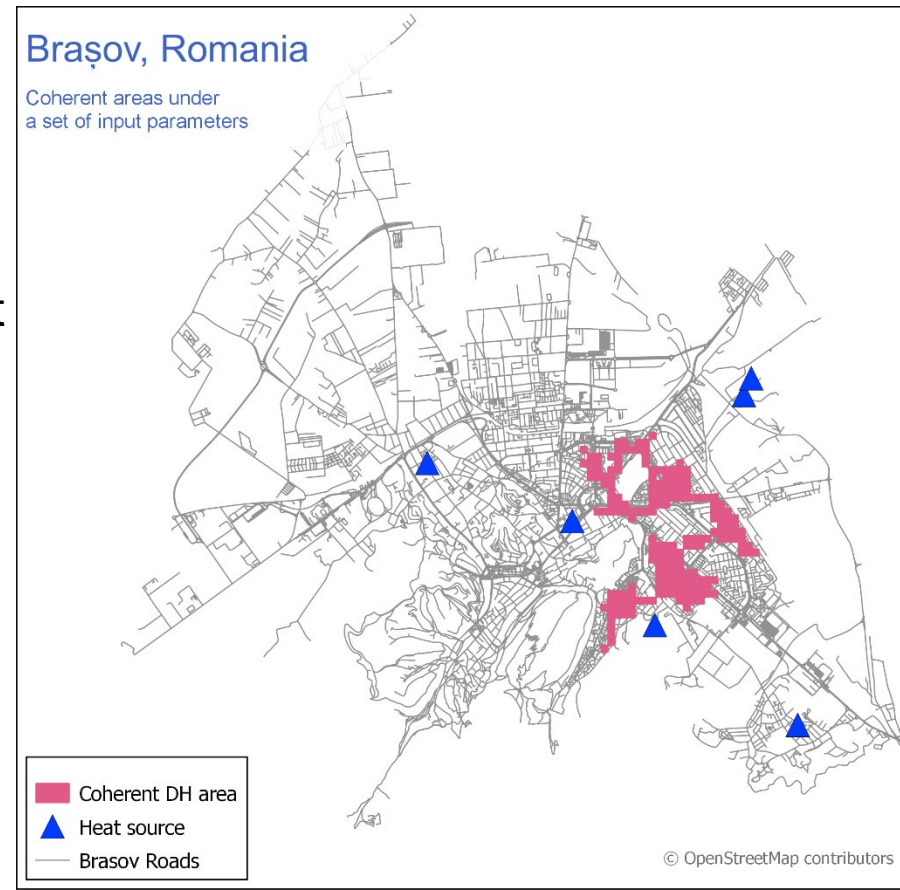 Brașov, Romania
Coherent areas under
a set of input parameters
Coherent DH area
Heat source
Brasov Roads
© OpenStreetMap contributors